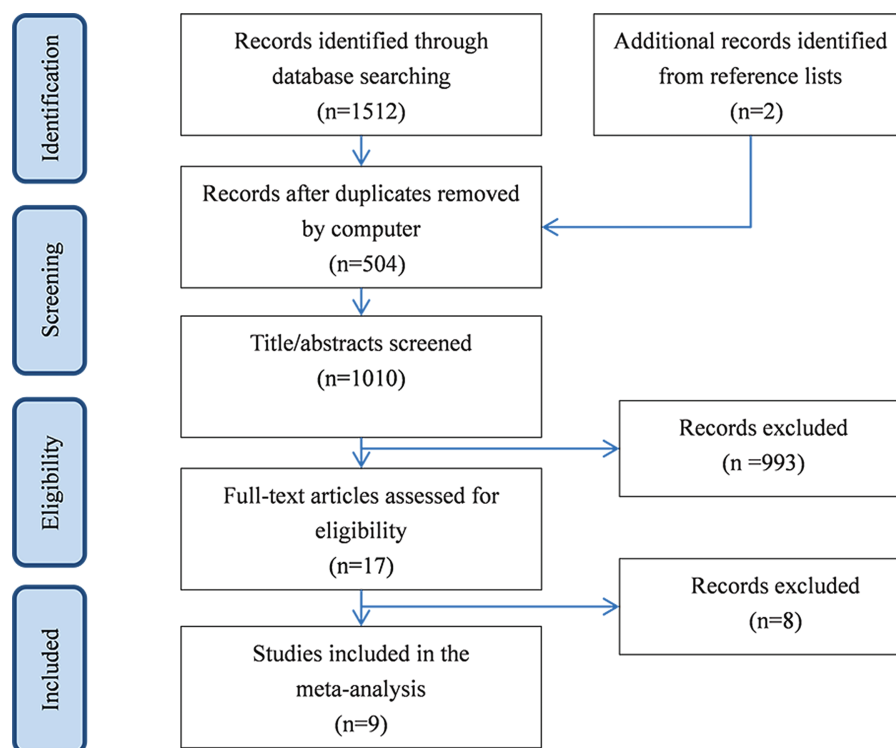 Identification
Records identified through
database searching
(n=1512)
Additional records identified
from reference lists
(n=2)
Records after duplicates removed
by computer
(n=504)
Screening
Title/abstracts screened
(n=1010)
Records excluded
(n =993)
Eligibility
Full-text articles assessed for
eligibility
(n=17)
Records excluded
(n=8)
Included
Studies included in the
meta-analysis
(n=9)